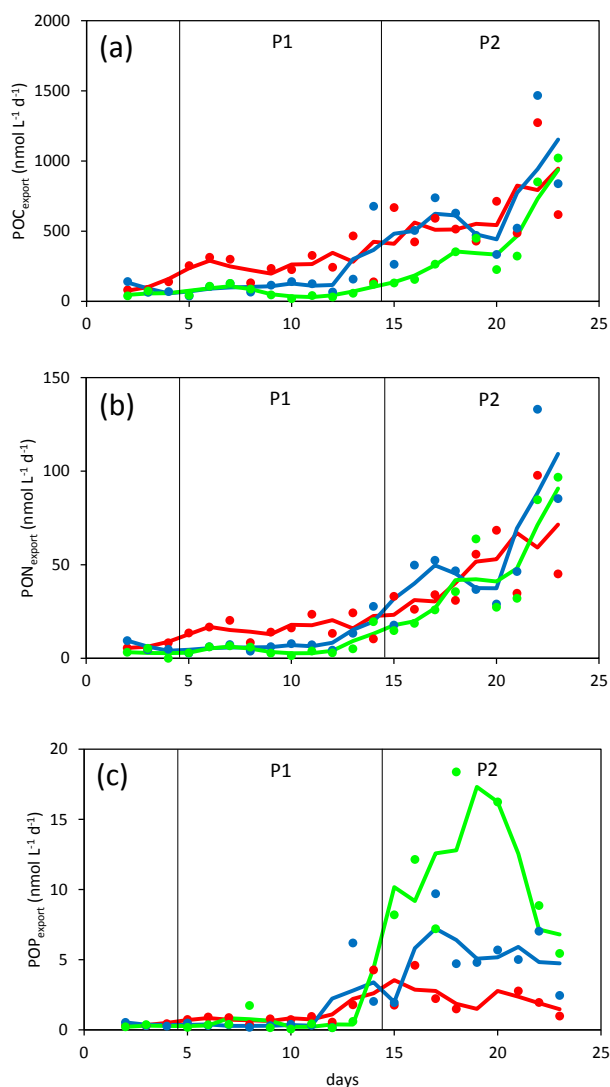 (a)
P1
P2
2000
1500
1000
500
0
POCexport (nmol L-1 d-1)
0 5 10 15 20 25
(b)
P1
P2
150
100
50
0
PONexport (nmol L-1 d-1)
0 5 10 15 20 25
(c)
P1
P2
20
15
10
5
0
POPexport (nmol L-1 d-1)
0 5 10 15 20 25
days